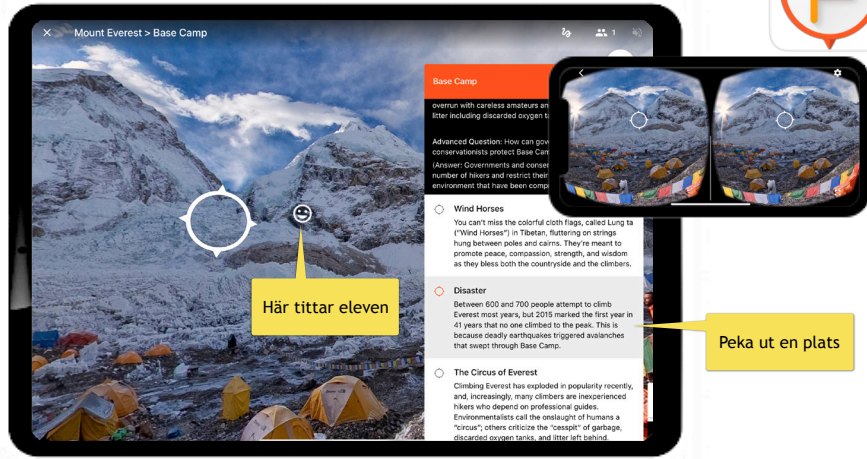 Mount Everest > Base Camp
1
Base Camp
overrun with careless amateurs an
litter including discarded oxygen
Advanced Question: How can gov
conservationists protect Base Cam
(Answer: Governments and conser
number of hikers and restrict their
environment that have been comp
Wind Horses
You can't miss the colorful cloth flags, called Lung ta
("Wind Horses") in Tibetan, fluttering on strings
hung between poles and cairns. They're meant to
promote peace, compassion, strength, and wisdom
as they bless both the countryside and the climbers.
Disaster
Between 600 and 700 people attempt to climb
Everest most years, but 2015 marked the first year in
41 years that no one climbed to the peak. This is
because deadly earthquakes triggered avalanches
that swept through Base Camp.
The Circus of Everest
Climbing Everest has exploded in popularity recently,
and, increasingly, many climbers are inexperienced
hikers who depend on professional guides.
Environmentalists call the onslaught of humans a
"circus"; others criticize the "cesspit" of garbage,
discarded oxygen tanks, and litter left behind.
Här tittar eleven
Peka ut en plats